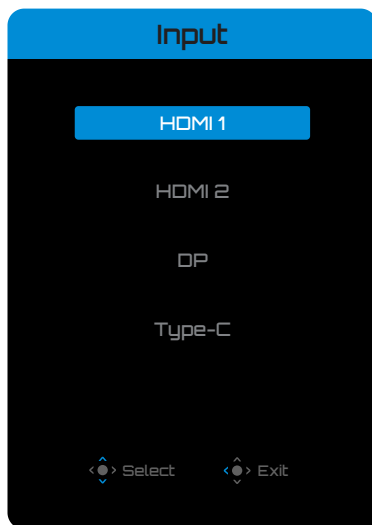 Input
HDMI 1
HDMI 2
DP
Type-C
Select Exit